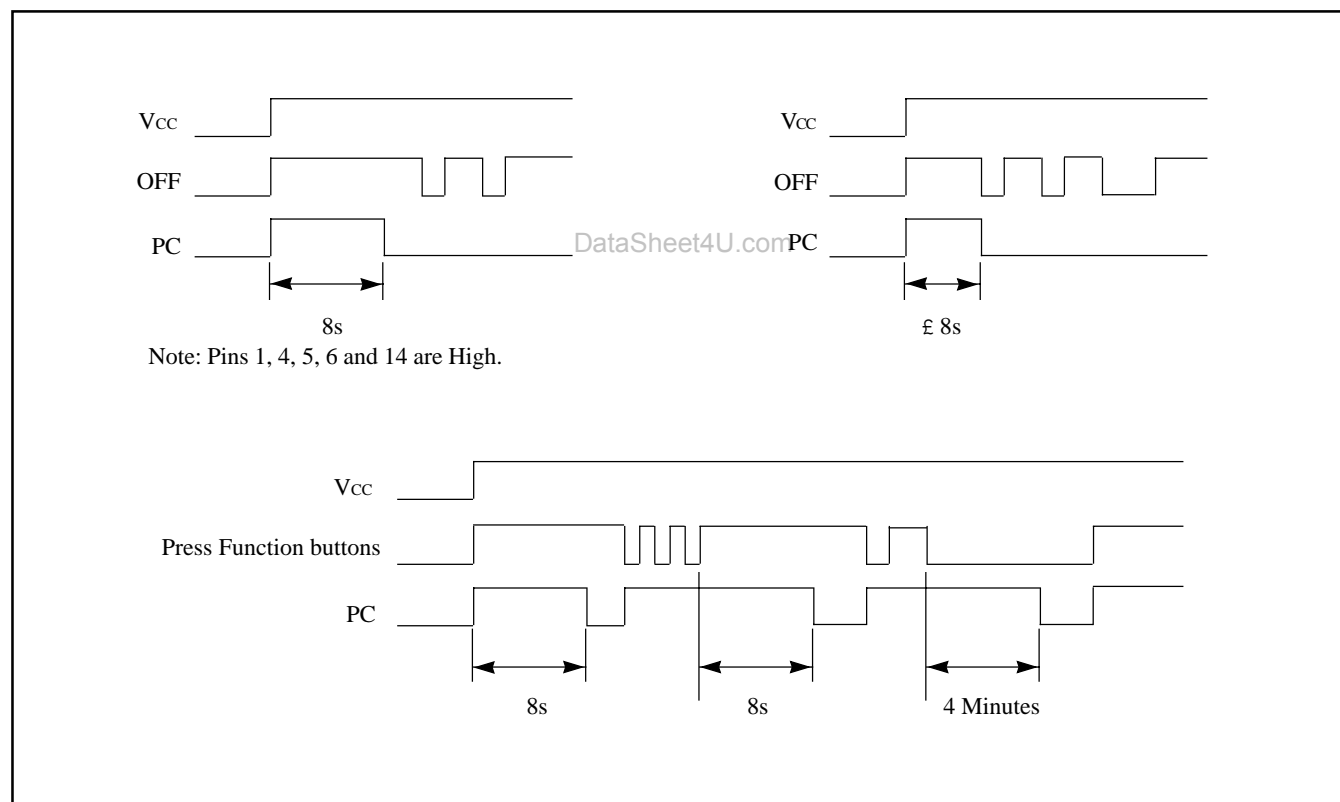 Vcc
OFF
PC
8s
Note: Pins 1, 4, 5, 6 and 14 are High.
Vcc
OFF
PC
£ 8s
DataSheet4U.com
Vcc
Press Function buttons
PC
8s
8s
4 Minutes